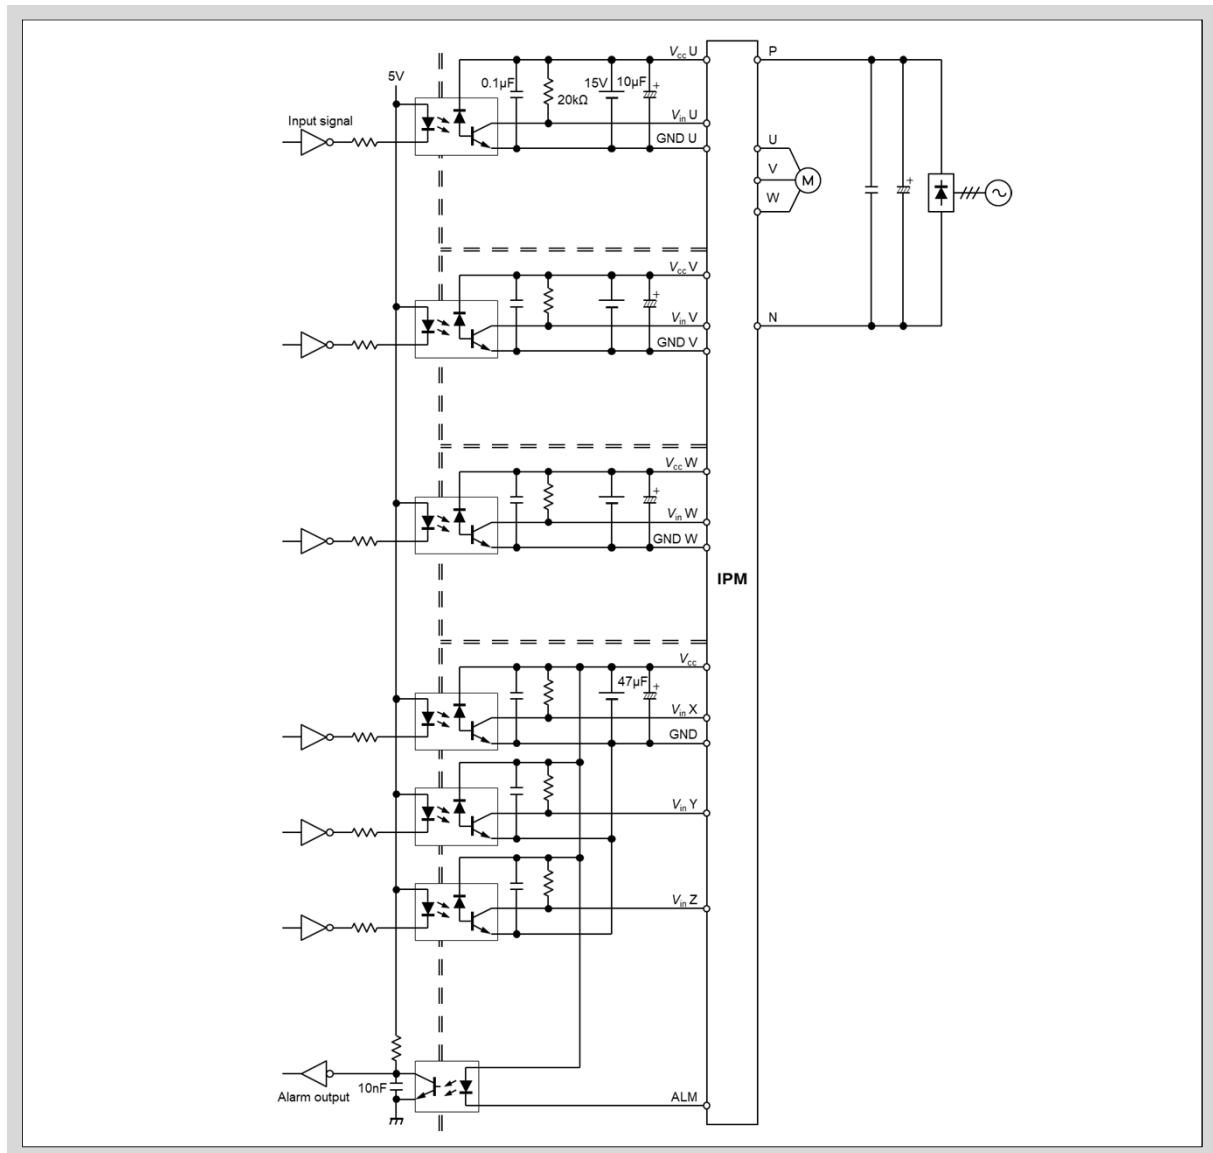 5V
Input signal
0.1μF
20kΩ
15V
10μF
Vcc U
Vin U
GND U
P
U
V
W
M
N
Vcc V
Vin V
GND V
Vcc W
Vin W
GND W
IPM
Vcc
47μF
Vin X
GND
Vin Y
Vin Z
10nF
Alarm output
ALM